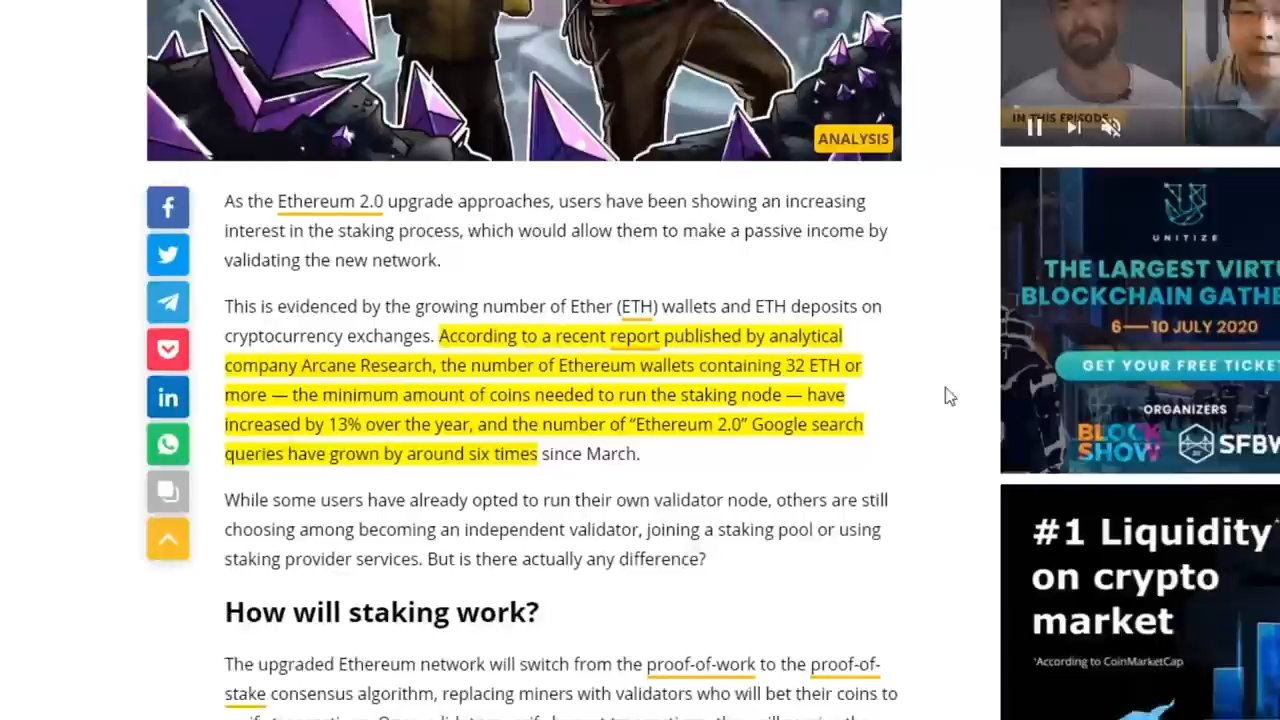 ANALYSIS
IN THIS EPISODE
As the Ethereum 2.0 upgrade approaches, users have been showing an increasing
interest in the staking process, which would allow them to make a passive income by
validating the new network.
This is evidenced by the growing number of Ether (ETH) wallets and ETH deposits on
cryptocurrency exchanges. According to a recent report published by analytical
company Arcane Research, the number of Ethereum wallets containing 32 ETH or
more — the minimum amount of coins needed to run the staking node — have
increased by 13% over the year, and the number of “Ethereum 2.0” Google search
queries have grown by around six times since March.
While some users have already opted to run their own validator node, others are still
choosing among becoming an independent validator, joining a staking pool or using
staking provider services. But is there actually any difference?
How will staking work?
The upgraded Ethereum network will switch from the proof-of-work to the proof-of-
stake consensus algorithm, replacing miners with validators who will bet their coins to
UNITIZE
THE LARGEST VIRT
BLOCKCHAIN GATHE
6—10 JULY 2020
GET YOUR FREE TICKE
ORGANIZERS
BLOCK
SHOW
SFBW
#1 Liquidity*
on crypto
market
*According to CoinMarketCap